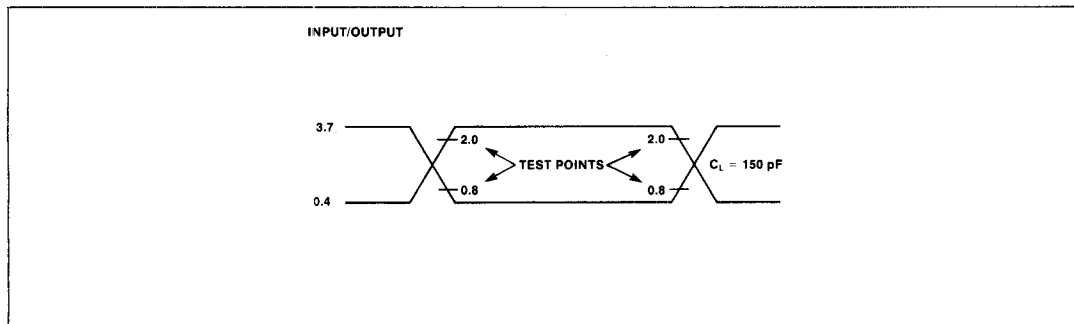 INPUT/OUTPUT
3.7
2.0
2.0
TEST POINTS
C_L = 150 pF
0.8
0.8
0.4